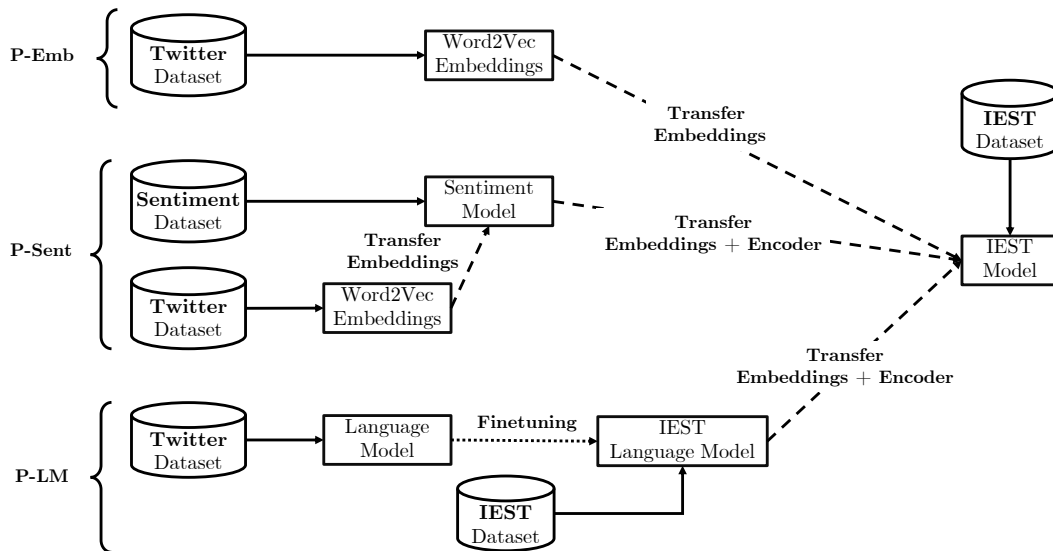 P-Emb
Twitter
Dataset
Word2Vec
Embeddings
Transfer
Embeddings
IEST
Dataset
P-Sent
Sentiment
Dataset
Sentiment
Model
Transfer
Embeddings + Encoder
Transfer
Embeddings
Twitter
Dataset
Word2Vec
Embeddings
IEST
Model
Transfer
Embeddings + Encoder
P-LM
Twitter
Dataset
Language
Model
Finetuning
IEST
Language Model
IEST
Dataset